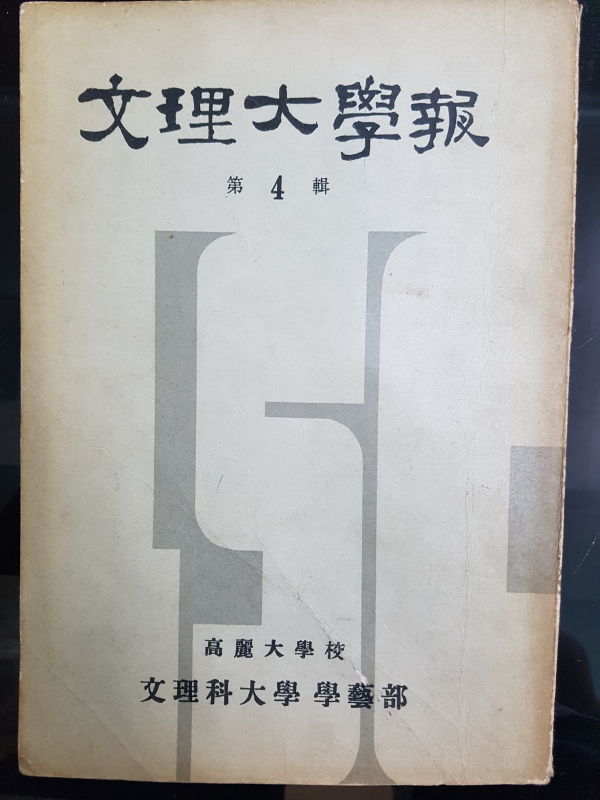 文理大學報
第 4 輯
高麗大學校
文理科大學 學藝部